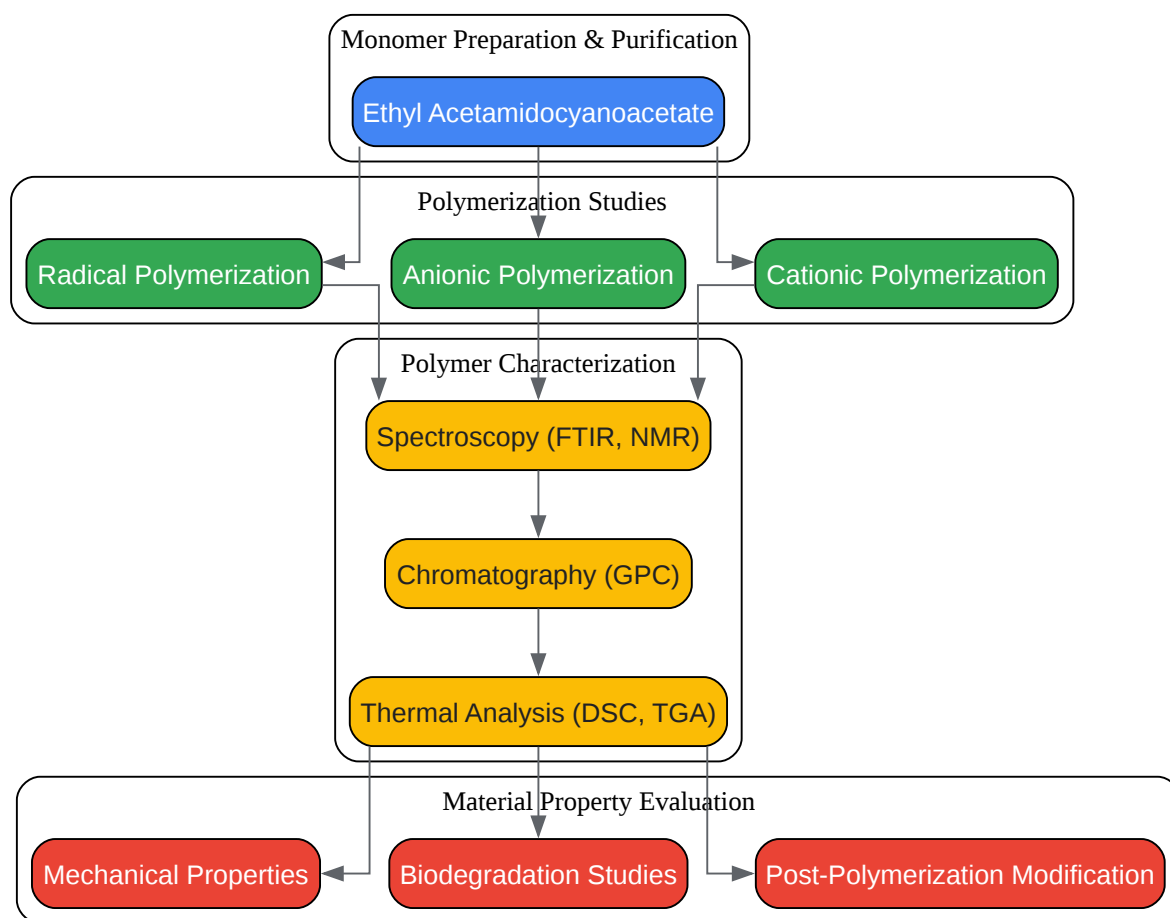 Monomer Preparation & Purification
Ethyl Acetamidocyanoacetate
Polymerization Studies
Radical Polymerization
Anionic Polymerization
Cationic Polymerization
Polymer Characterization
Spectroscopy (FTIR, NMR)
Chromatography (GPC)
Thermal Analysis (DSC, TGA)
Material Property Evaluation
Mechanical Properties
Biodegradation Studies
Post-Polymerization Modification